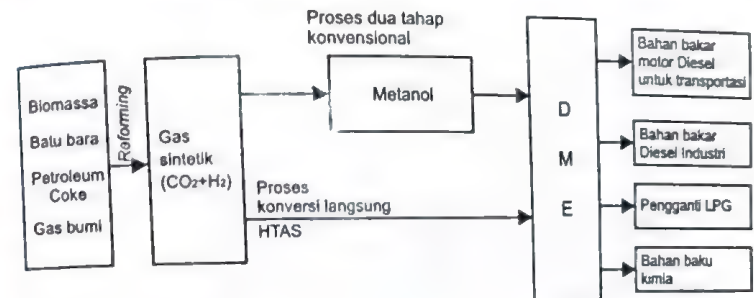 Proses dua tahap
konvensional
Biomassa
Batu bara
Petroleum
Coke
Gas bumi
Reforming
Gas
sintetik
(CO2+H2)
Metanol
Proses
konversi langsung
HTAS
D
M
E
Bahan bakar
motor Diesel
untuk transportasi
Bahan bakar
Diesel Industri
Pengganti LPG
Bahan baku
kimia